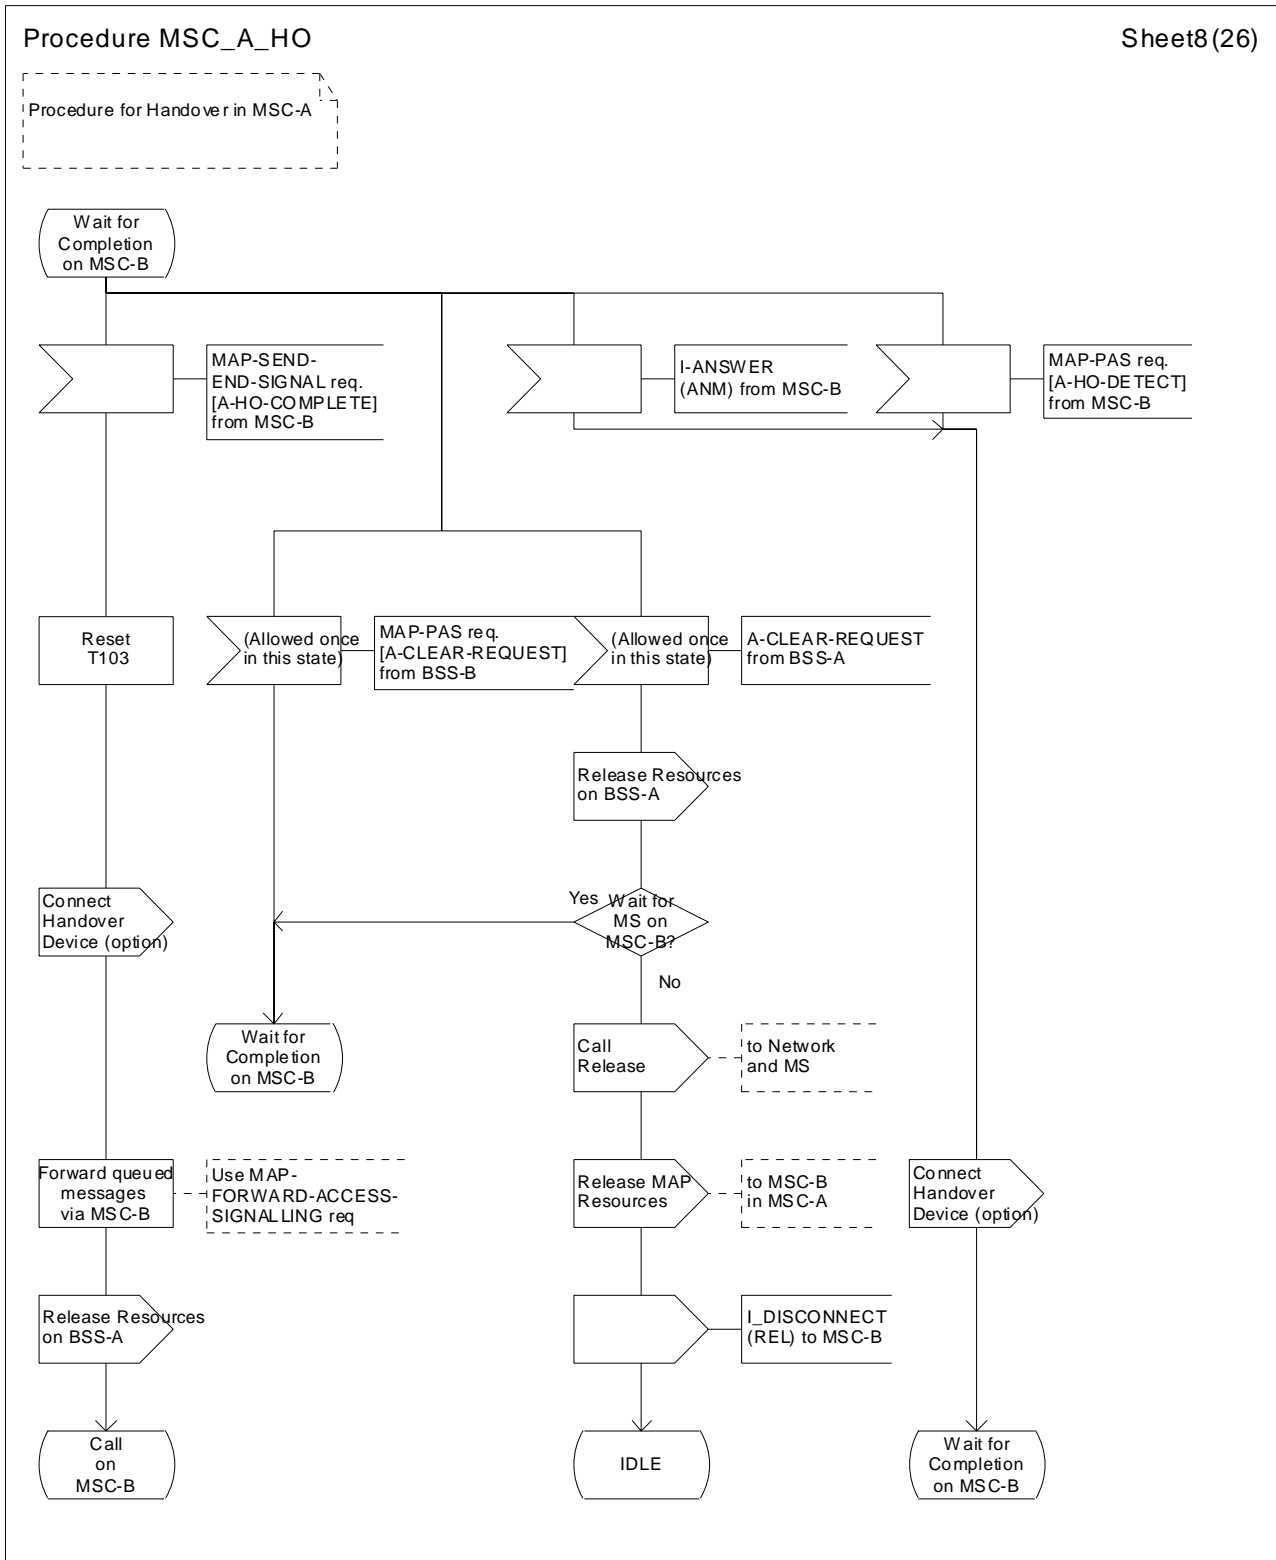 Procedure MSC_A_HO
Sheet8(26)
Procedure for Handover in MSC-A
Wait for
Completion
on MSC-B
MAP-SEND-
END-SIGNAL req.
[A-HO-COMPLETE]
from MSC-B
I-ANSWER
(ANM) from MSC-B
MAP-PAS req.
[A-HO-DETECT]
from MSC-B
Reset
T103
(Allowed once
in this state)
MAP-PAS req.
[A-CLEAR-REQUEST]
from BSS-B
(Allowed once
in this state)
A-CLEAR-REQUEST
from BSS-A
Release Resources
on BSS-A
Connect
Handover
Device (option)
Yes
Wait for
MS on
MSC-B?
No
Wait for
Completion
on MSC-B
Call
Release
to Network
and MS
Forward queued
messages
via MSC-B
Use MAP-
FORWARD-ACCESS-
SIGNALLING req
Release MAP
Resources
to MSC-B
in MSC-A
Connect
Handover
Device (option)
Release Resources
on BSS-A
I_DISCONNECT
(REL) to MSC-B
Call
on
MSC-B
IDLE
Wait for
Completion
on MSC-B